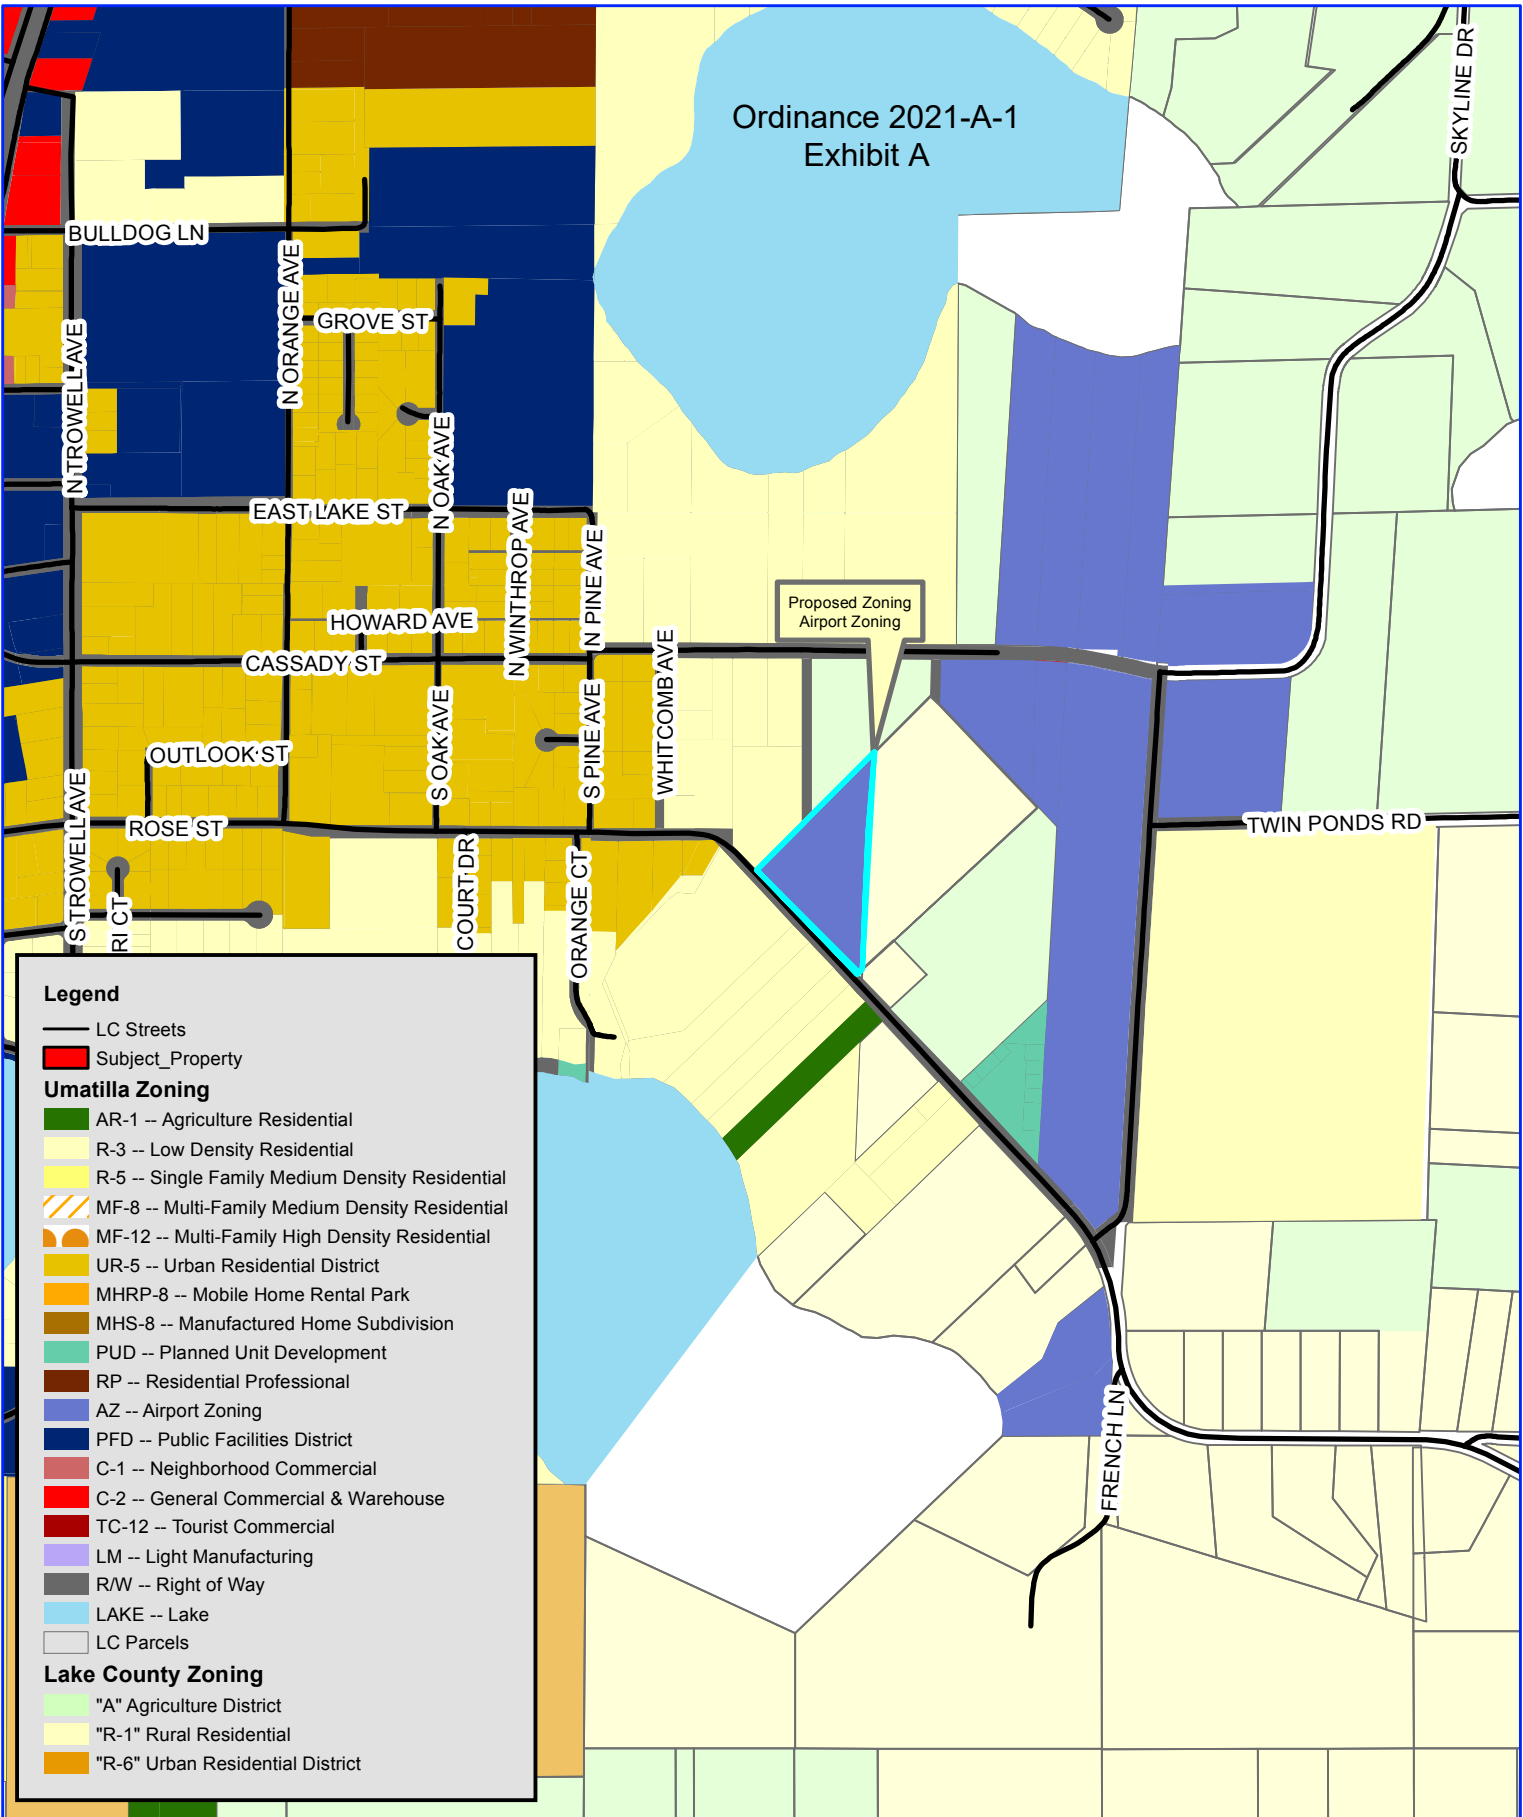 Ordinance 2021-A-1
Exhibit A
SKYLINE DR
BULLDOG LN
N ORANGE AVE
GROVE ST
N TROWELL AVE
N OAK AVE
EAST LAKE ST
N WINTHROP AVE
N PINE AVE
Proposed Zoning
Airport Zoning
HOWARD AVE
CASSADY ST
WHITCOMB AVE
S OAK AVE
S PINE AVE
OUTLOOK ST
S TROWELL AVE
ROSE ST
TWIN PONDS RD
RI CT
COURT DR
ORANGE CT
FRENCH LN
Legend
LC Streets
Subject_Property
Umatilla Zoning
AR-1 -- Agriculture Residential
R-3 -- Low Density Residential
R-5 -- Single Family Medium Density Residential
MF-8 -- Multi-Family Medium Density Residential
MF-12 -- Multi-Family High Density Residential
UR-5 -- Urban Residential District
MHRP-8 -- Mobile Home Rental Park
MHS-8 -- Manufactured Home Subdivision
PUD -- Planned Unit Development
RP -- Residential Professional
AZ -- Airport Zoning
PFD -- Public Facilities District
C-1 -- Neighborhood Commercial
C-2 -- General Commercial & Warehouse
TC-12 -- Tourist Commercial
LM -- Light Manufacturing
R/W -- Right of Way
LAKE -- Lake
LC Parcels
Lake County Zoning
"A" Agriculture District
"R-1" Rural Residential
"R-6" Urban Residential District